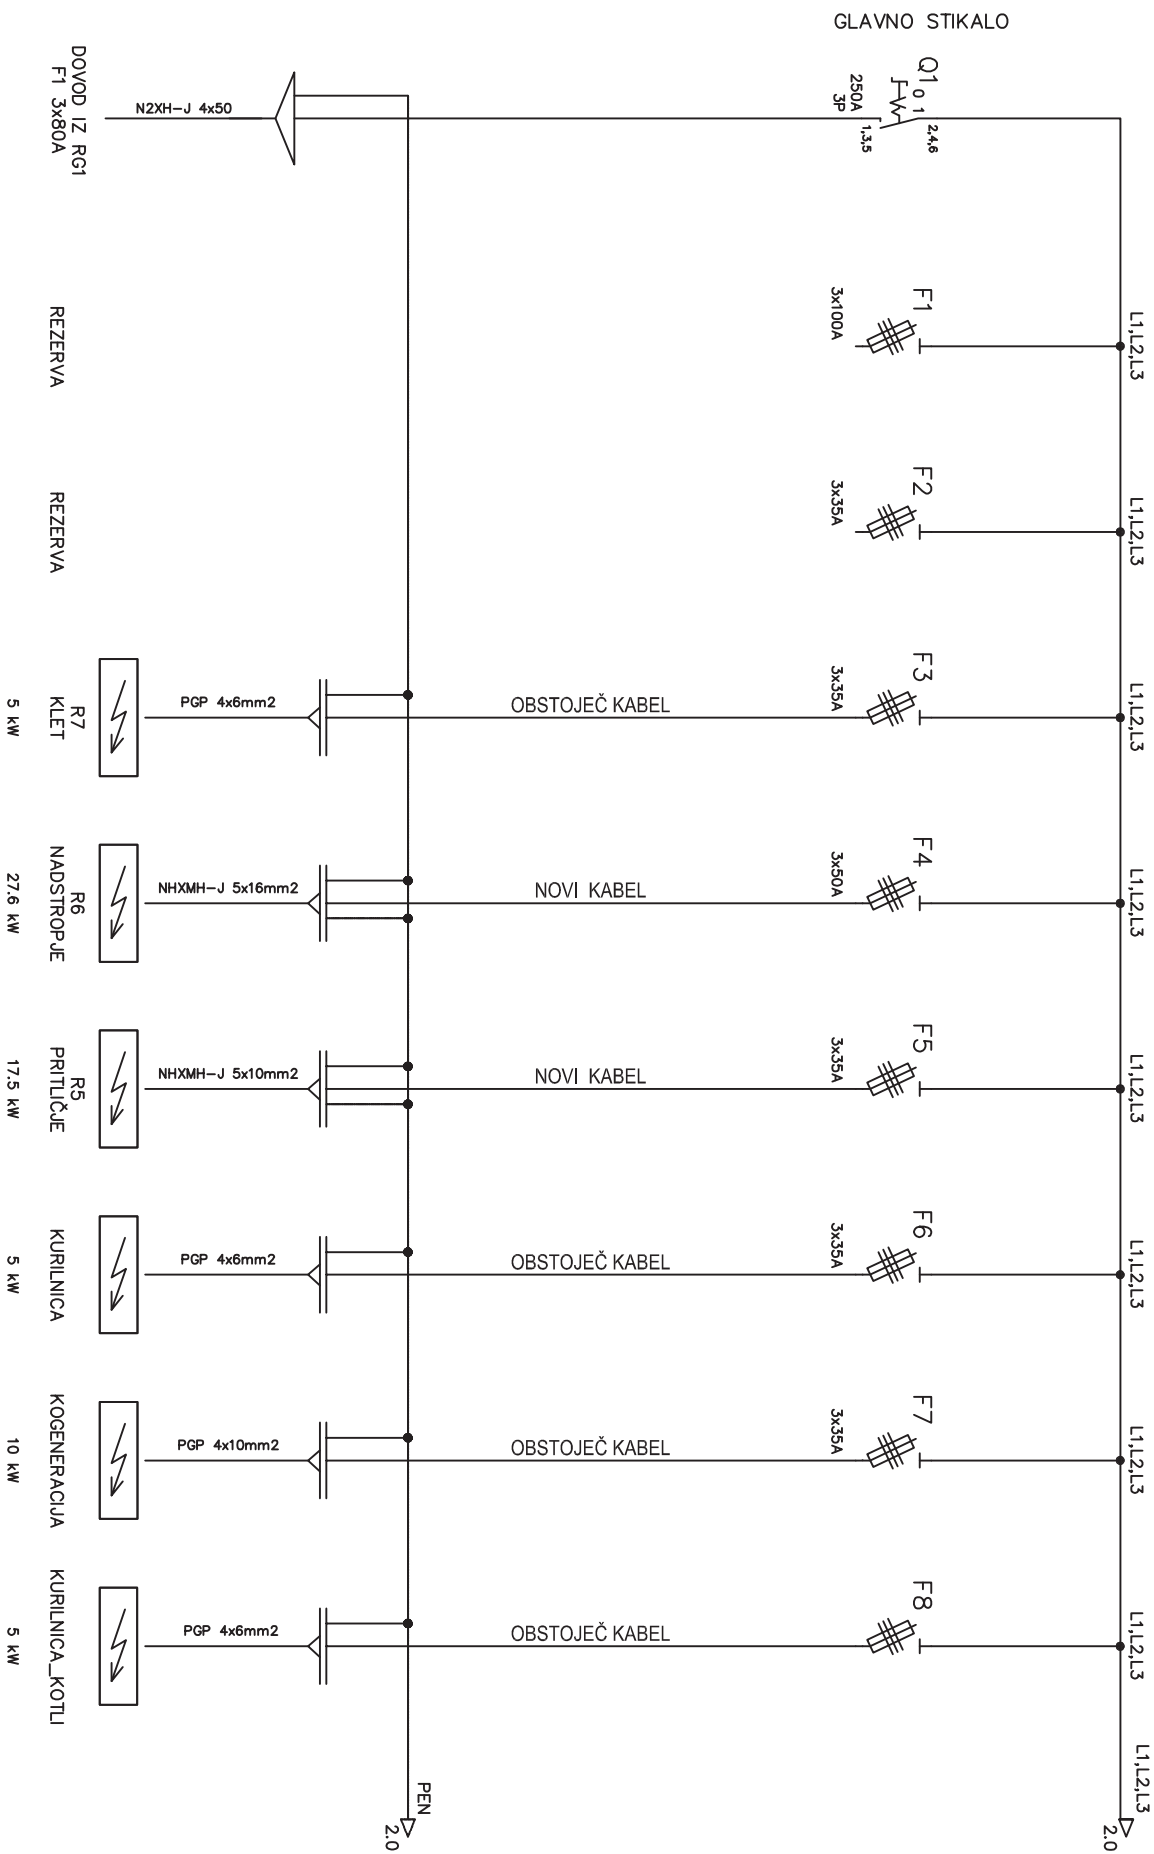 GLAVNO STIKALO
Q1
0 1
250A
3P
1,3,5
2,4,6
N2XH-J 4x50
DOVOD IZ RG1
F1 3x80A
L1,L2,L3
F1
3x100A
REZERVA
L1,L2,L3
F2
3x35A
REZERVA
L1,L2,L3
F3
3x35A
OBSTOJEČ KABEL
PGP 4x6mm2
R7
KLET
5 kW
L1,L2,L3
F4
3x50A
NOVI KABEL
NHXMH-J 5x16mm2
R6
NADSTROPJE
27.6 kW
L1,L2,L3
F5
3x35A
NOVI KABEL
NHXMH-J 5x10mm2
R5
PRITLIČJE
17.5 kW
L1,L2,L3
F6
3x35A
OBSTOJEČ KABEL
PGP 4x6mm2
KURILNICA
5 kW
L1,L2,L3
F7
3x35A
OBSTOJEČ KABEL
PGP 4x10mm2
KOGENERACIJA
10 kW
L1,L2,L3
F8
OBSTOJEČ KABEL
PGP 4x6mm2
KURILNICA_KOTLI
5 kW
L1,L2,L3
2.0
PEN
2.0